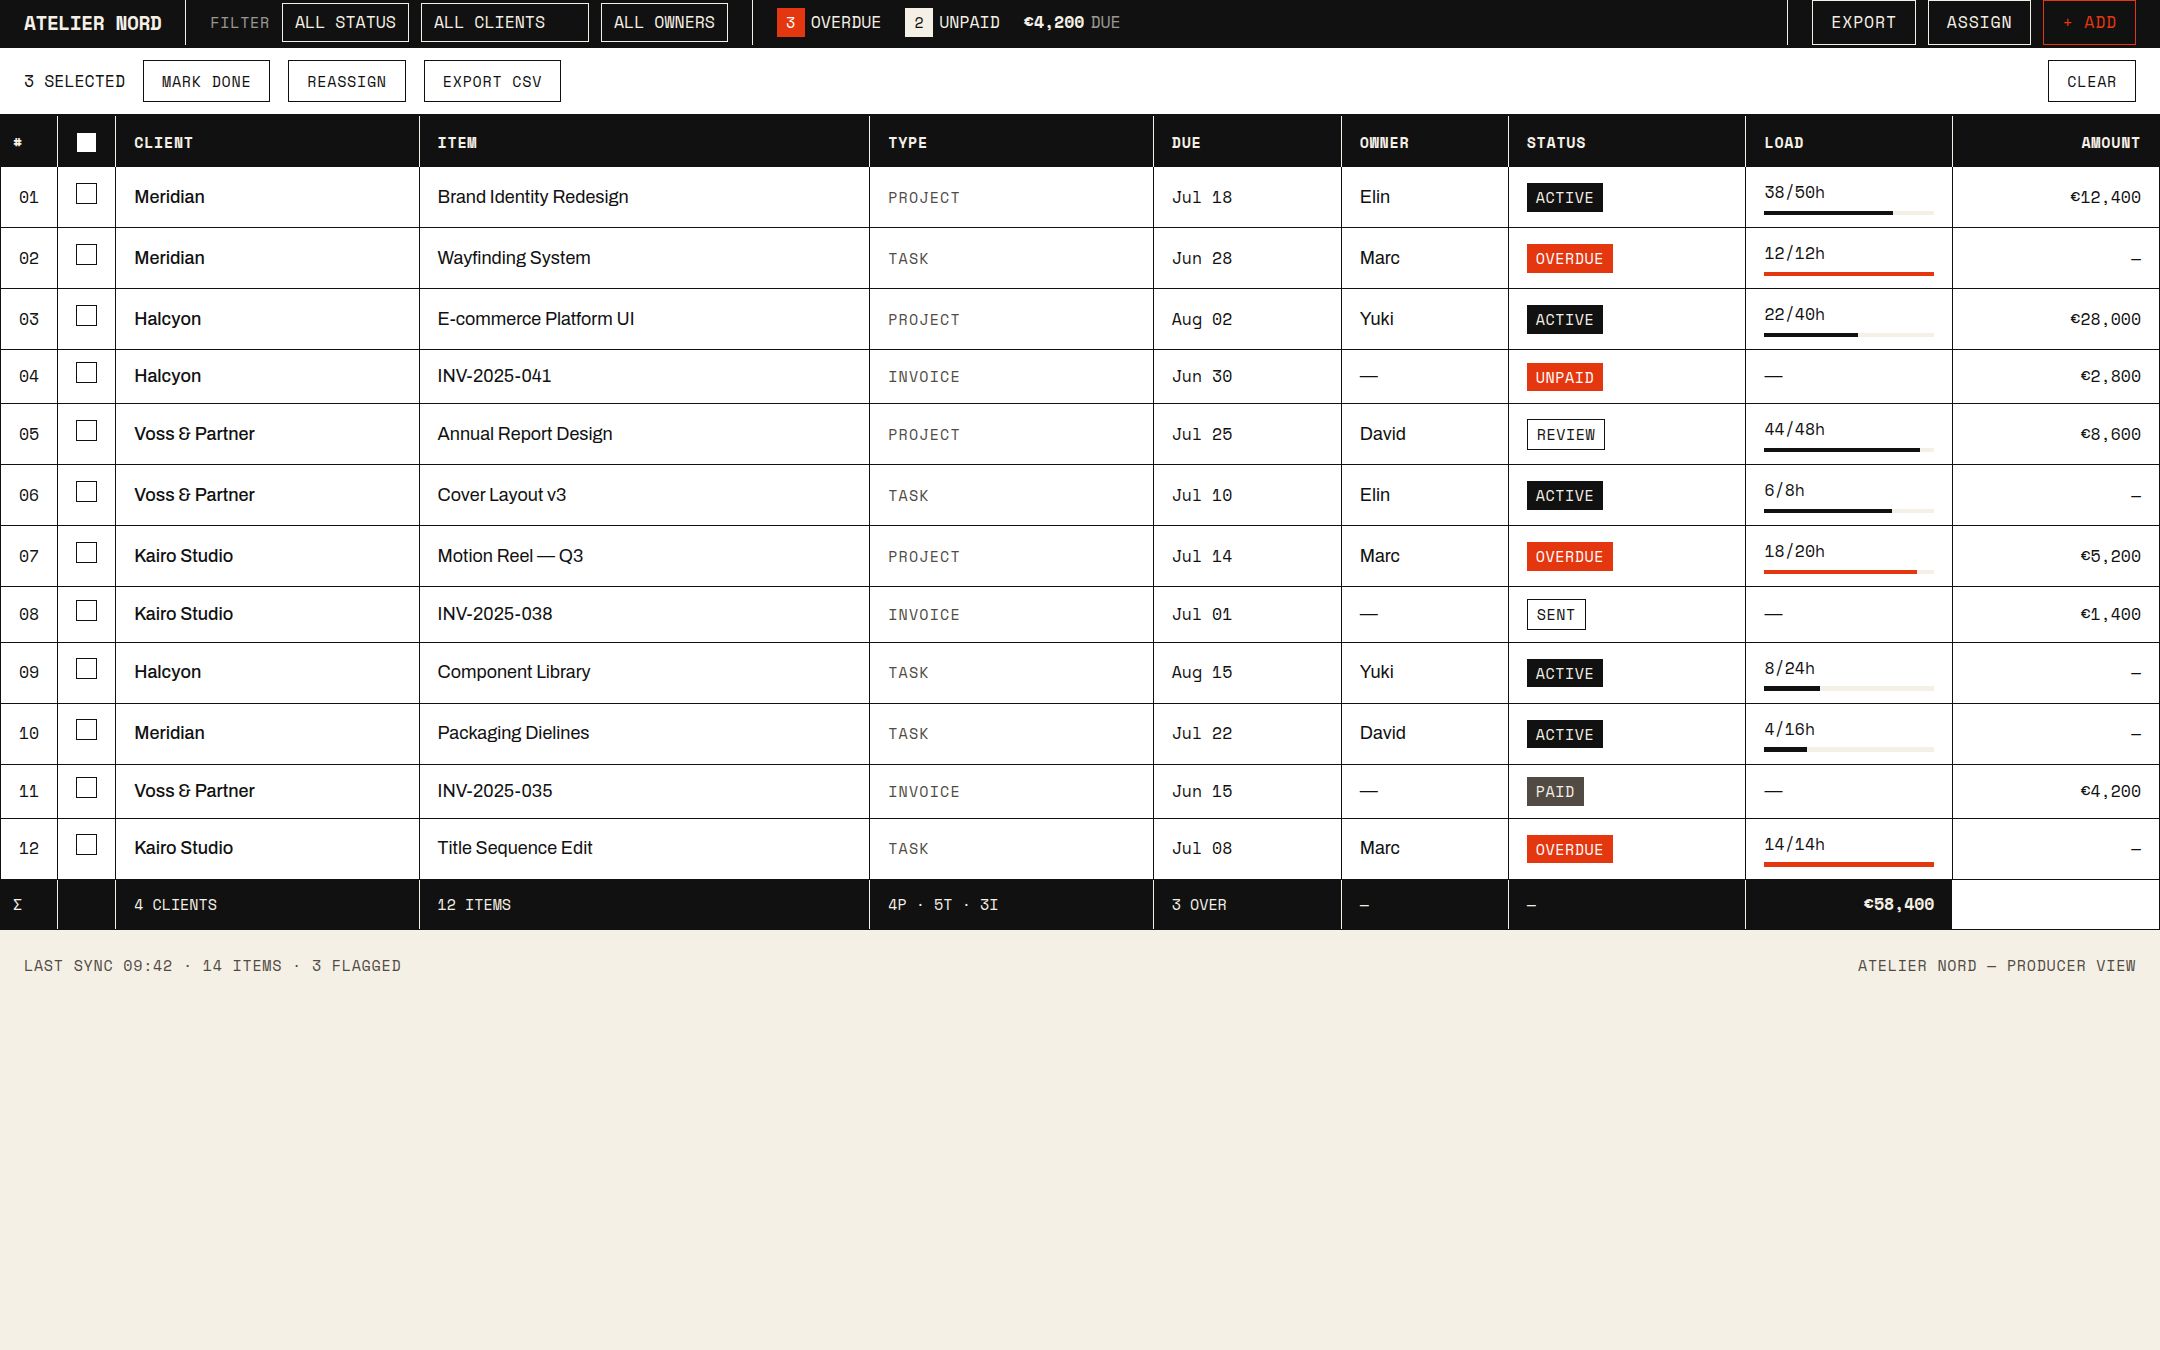 ATELIER NORD FILTER ALL STATUS ALL CLIENTS ALL OWNERS 3 OVERDUE 2 UNPAID €4,200 DUE EXPORT ASSIGN + ADD
3 SELECTED MARK DONE REASSIGN EXPORT CSV CLEAR
# CLIENT ITEM TYPE DUE OWNER STATUS LOAD AMOUNT
01 Meridian Brand Identity Redesign PROJECT Jul 18 Elin ACTIVE 38/50h €12,400
02 Meridian Wayfinding System TASK Jun 28 Marc OVERDUE 12/12h —
03 Halcyon E-commerce Platform UI PROJECT Aug 02 Yuki ACTIVE 22/40h €28,000
04 Halcyon INV-2025-041 INVOICE Jun 30 — UNPAID — €2,800
05 Voss & Partner Annual Report Design PROJECT Jul 25 David REVIEW 44/48h €8,600
06 Voss & Partner Cover Layout v3 TASK Jul 10 Elin ACTIVE 6/8h —
07 Kairo Studio Motion Reel — Q3 PROJECT Jul 14 Marc OVERDUE 18/20h €5,200
08 Kairo Studio INV-2025-038 INVOICE Jul 01 — SENT — €1,400
09 Halcyon Component Library TASK Aug 15 Yuki ACTIVE 8/24h —
10 Meridian Packaging Dielines TASK Jul 22 David ACTIVE 4/16h —
11 Voss & Partner INV-2025-035 INVOICE Jun 15 — PAID — €4,200
12 Kairo Studio Title Sequence Edit TASK Jul 08 Marc OVERDUE 14/14h —
Σ 4 CLIENTS 12 ITEMS 4P · 5T · 3I 3 OVER — — €58,400
LAST SYNC 09:42 · 14 ITEMS · 3 FLAGGED ATELIER NORD — PRODUCER VIEW